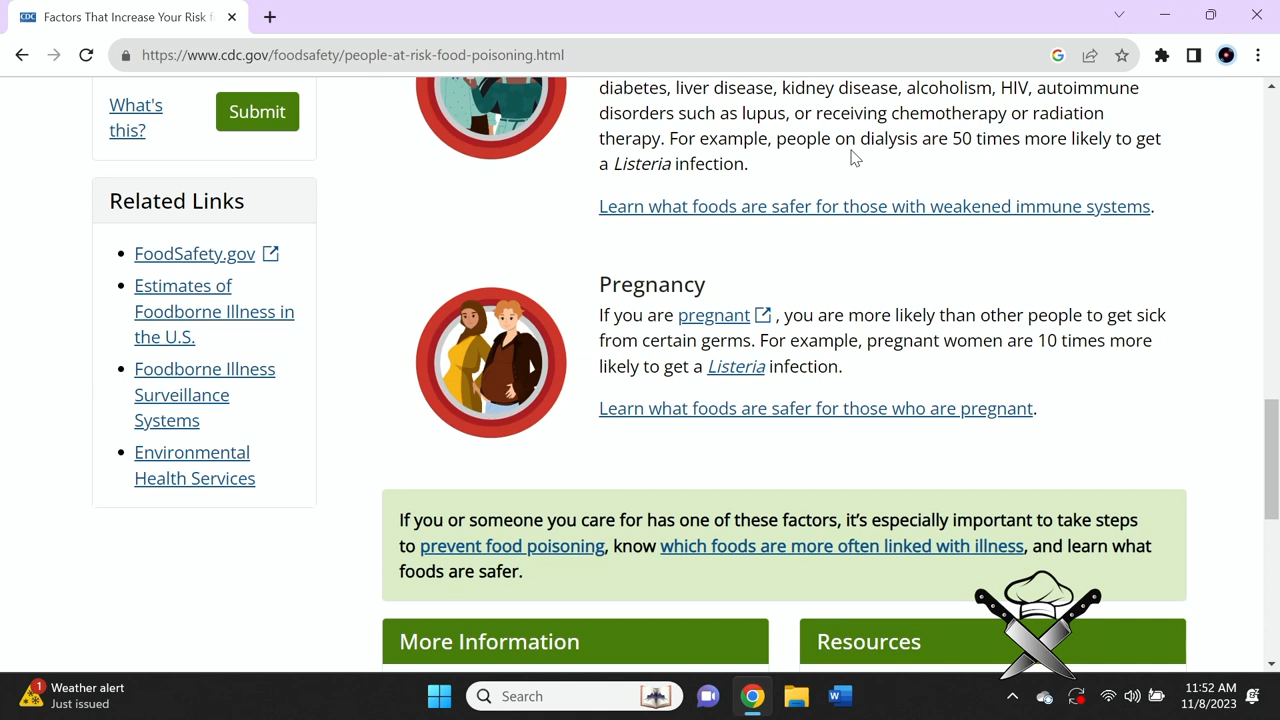 CDC Factors That Increase Your Risk f
https://www.cdc.gov/foodsafety/people-at-risk-food-poisoning.html
What's
this?
Submit
Related Links
FoodSafety.gov
Estimates of
Foodborne Illness in
the U.S.
Foodborne Illness
Surveillance
Systems
Environmental
Health Services
diabetes, liver disease, kidney disease, alcoholism, HIV, autoimmune
disorders such as lupus, or receiving chemotherapy or radiation
therapy. For example, people on dialysis are 50 times more likely to get
a Listeria infection.
Learn what foods are safer for those with weakened immune systems.
Pregnancy
If you are pregnant , you are more likely than other people to get sick
from certain germs. For example, pregnant women are 10 times more
likely to get a Listeria infection.
Learn what foods are safer for those who are pregnant.
If you or someone you care for has one of these factors, it’s especially important to take steps
to prevent food poisoning, know which foods are more often linked with illness, and learn what
foods are safer.
More Information
Resources
1
Weather alert
Just issued
Search
W
11:52 AM
11/8/2023